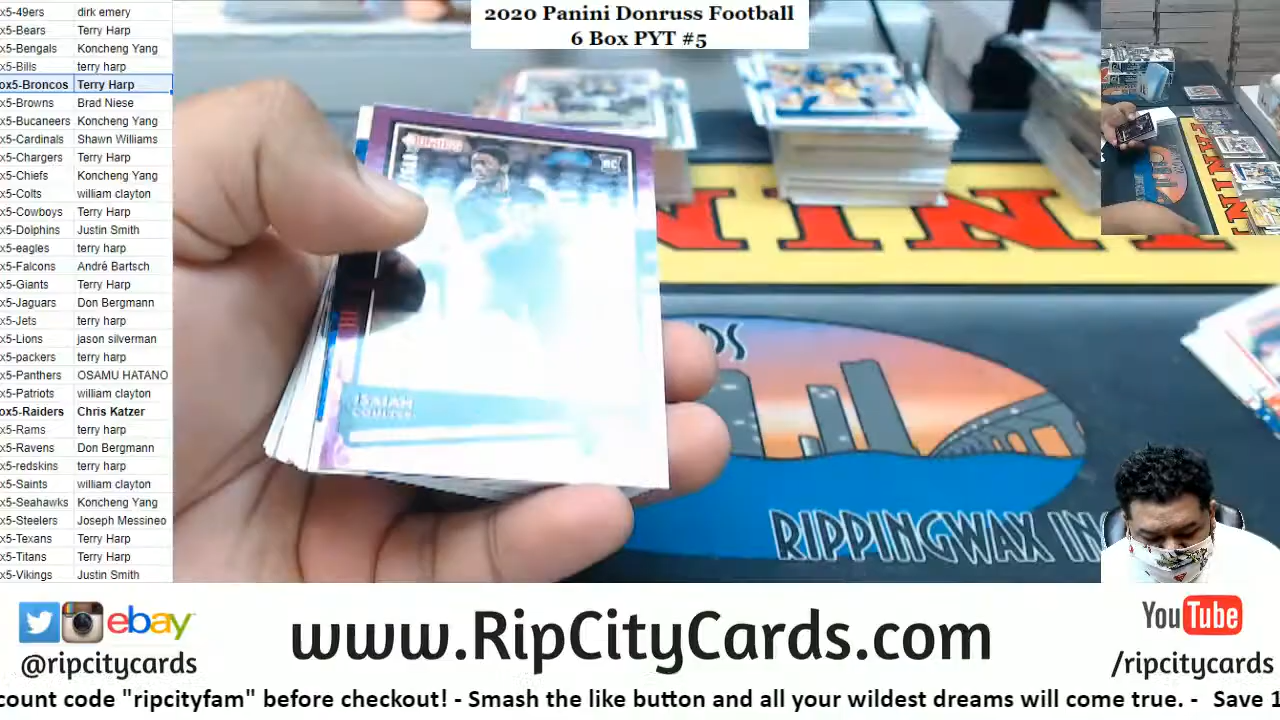 2020 Panini Donruss Football
6 Box PYT #5
x5-49ers dirk emery
x5-Bears Terry Harp
x5-Bengals Koncheng Yang
x5-Bills terry harp
ox5-Broncos Terry Harp
x5-Browns Brad Niese
x5-Bucaneers Koncheng Yang
x5-Cardinals Shawn Williams
x5-Chargers Terry Harp
x5-Chiefs Koncheng Yang
x5-Colts william clayton
x5-Cowboys Terry Harp
x5-Dolphins Justin Smith
x5-eagles terry harp
x5-Falcons André Bartsch
x5-Giants Terry Harp
x5-Jaguars Don Bergmann
x5-Jets terry harp
x5-Lions jason silverman
x5-packers terry harp
x5-Panthers OSAMU HATANO
x5-Patriots william clayton
ox5-Raiders Chris Katzer
x5-Rams terry harp
x5-Ravens Don Bergmann
x5-redskins terry harp
x5-Saints william clayton
x5-Seahawks Koncheng Yang
x5-Steelers Joseph Messineo
x5-Texans Terry Harp
x5-Titans Terry Harp
x5-Vikings Justin Smith
RC
ISAIAH
COULTER
RIPPINGWAX IN
ebay
@ripcitycards
www.RipCityCards.com
YouTube
/ripcitycards
count code "ripcityfam" before checkout! - Smash the like button and all your wildest dreams will come true. - Save 1